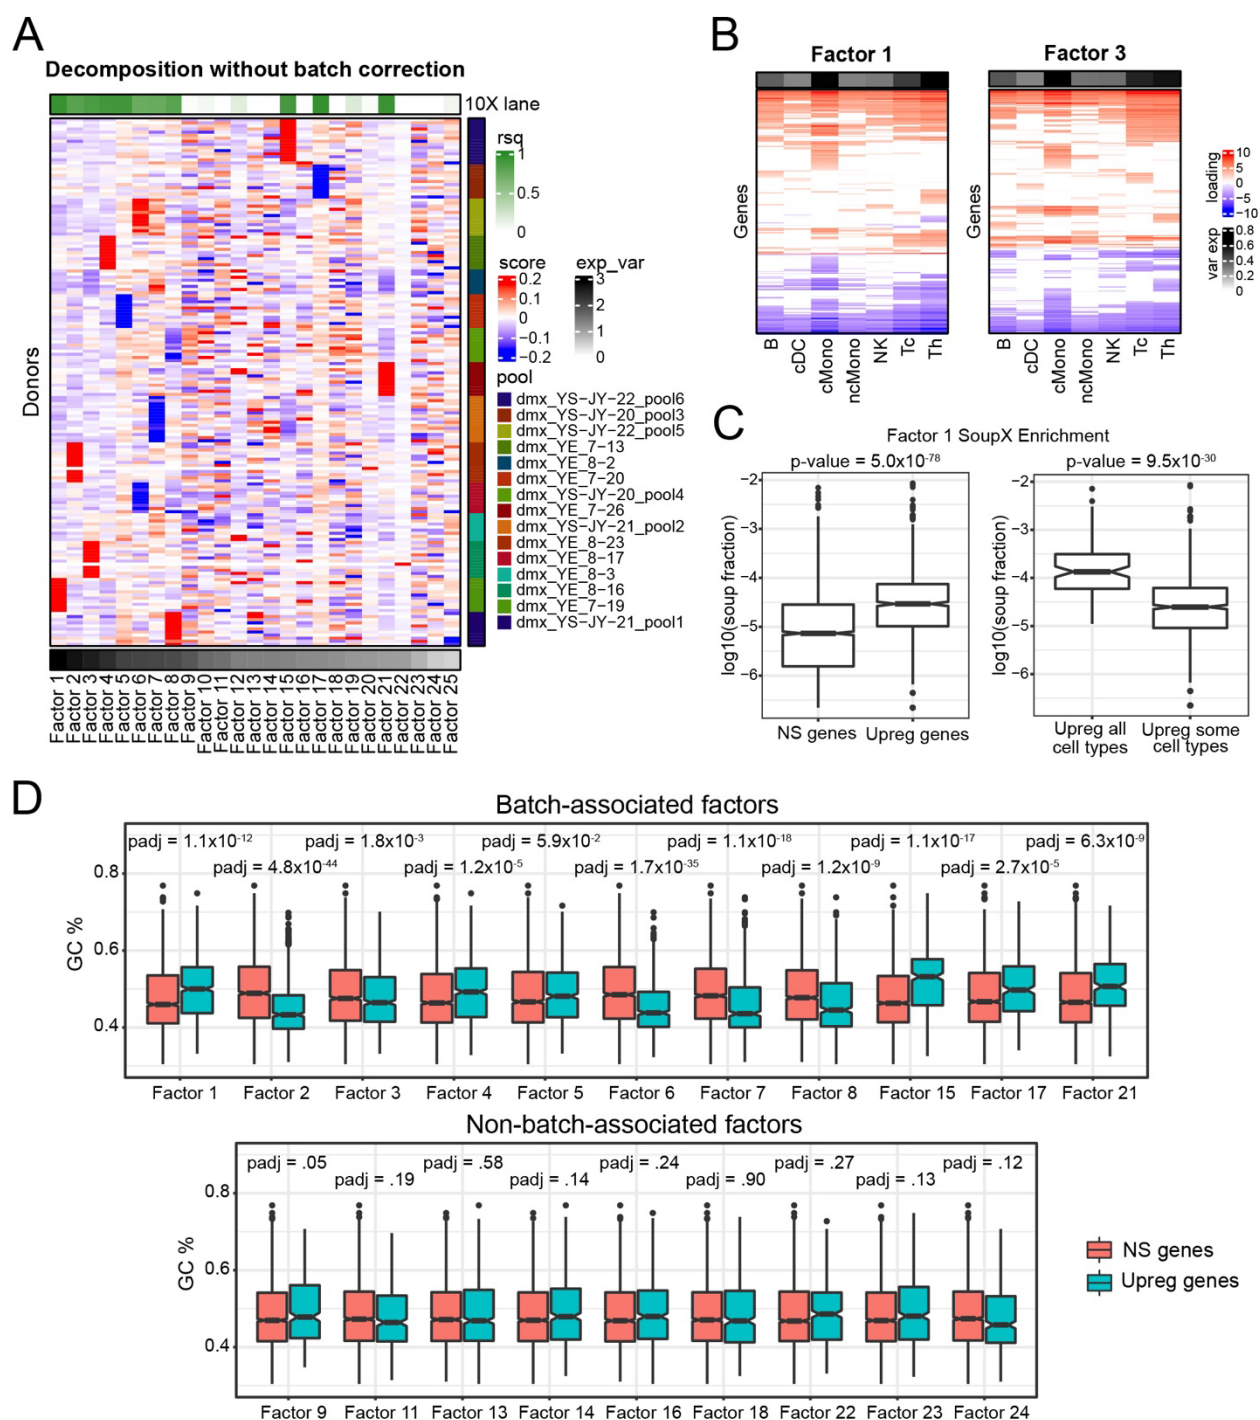 A
Decomposition without batch correction
10X lane
rsq
1
0.5
0
score
0.2
0.1
0
−0.1
−0.2
exp_var
3
2
1
0
pool
dmx_YS-JY-22_pool6
dmx_YS-JY-20_pool3
dmx_YS-JY-22_pool5
dmx_YE_7-13
dmx_YE_8-2
dmx_YE_7-20
dmx_YS-JY-20_pool4
dmx_YE_7-26
dmx_YS-JY-21_pool2
dmx_YE_8-23
dmx_YE_8-17
dmx_YE_8-3
dmx_YE_8-16
dmx_YE_7-19
dmx_YS-JY-21_pool1
Donors
Factor 1
Factor 2
Factor 3
Factor 4
Factor 5
Factor 6
Factor 7
Factor 8
Factor 9
Factor 10
Factor 11
Factor 12
Factor 13
Factor 14
Factor 15
Factor 16
Factor 17
Factor 18
Factor 19
Factor 20
Factor 21
Factor 22
Factor 23
Factor 24
Factor 25
B
Factor 1
Factor 3
Genes
Genes
B
cDC
cMono
ncMono
NK
Tc
Th
B
cDC
cMono
ncMono
NK
Tc
Th
loading
10
5
0
−5
−10
var exp
0.8
0.6
0.4
0.2
0
C
Factor 1 SoupX Enrichment
p-value = 5.0x10⁻⁷⁸
p-value = 9.5x10⁻³⁰
log10(soup fraction)
−2
−3
−4
−5
−6
NS genes
Upreg genes
log10(soup fraction)
−2
−3
−4
−5
−6
Upreg all
cell types
Upreg some
cell types
D
Batch-associated factors
padj = 1.1x10⁻¹²
padj = 1.8x10⁻³
padj = 5.9x10⁻²
padj = 1.1x10⁻¹⁸
padj = 1.1x10⁻¹⁷
padj = 6.3x10⁻⁹
padj = 4.8x10⁻⁴⁴
padj = 1.2x10⁻⁵
padj = 1.7x10⁻³⁵
padj = 1.2x10⁻⁹
padj = 2.7x10⁻⁵
GC %
0.8
0.6
0.4
Factor 1
Factor 2
Factor 3
Factor 4
Factor 5
Factor 6
Factor 7
Factor 8
Factor 15
Factor 17
Factor 21
Non-batch-associated factors
padj = .05
padj = .58
padj = .24
padj = .27
padj = .12
padj = .19
padj = .14
padj = .90
padj = .13
GC %
0.8
0.6
0.4
Factor 9
Factor 11
Factor 13
Factor 14
Factor 16
Factor 18
Factor 22
Factor 23
Factor 24
NS genes
Upreg genes